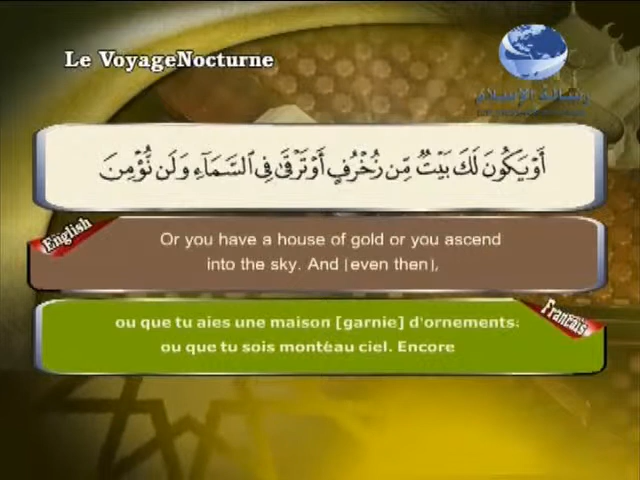 Le VoyageNocturne
رسالة الإسلام
أَوْ يَكُونَ لَكَ بَيْتٌ مِّن زُخْرُفٍ أَوْ تَرْقَىٰ فِي السَّمَاءِ وَلَن نُّؤْمِنَ
English
Or you have a house of gold or you ascend
into the sky. And [even then],
Français
ou que tu aies une maison [garnie] d'ornements;
ou que tu sois montéau ciel. Encore